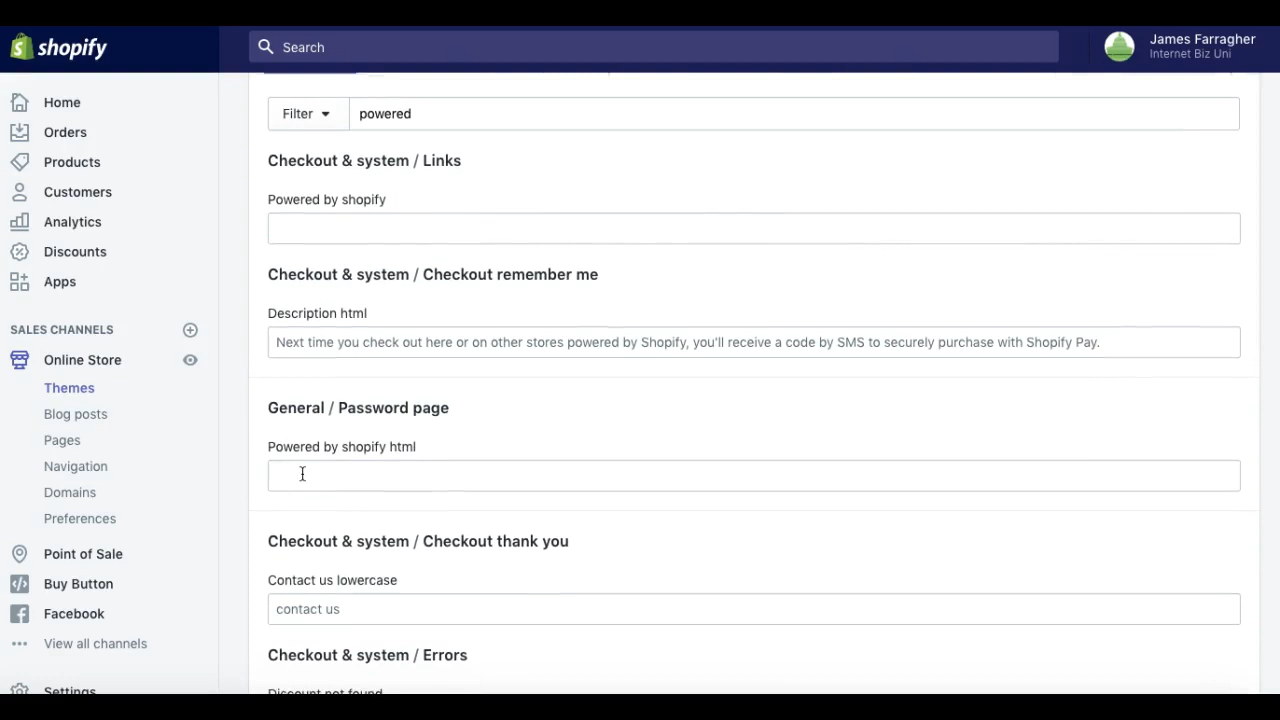 shopify
Search
James Farragher
Internet Biz Uni
Home
Orders
Products
Customers
Analytics
Discounts
Apps
SALES CHANNELS
Online Store
Themes
Blog posts
Pages
Navigation
Domains
Preferences
Point of Sale
Buy Button
Facebook
View all channels
Settings
Filter
powered
Checkout & system / Links
Powered by shopify
Checkout & system / Checkout remember me
Description html
Next time you check out here or on other stores powered by Shopify, you'll receive a code by SMS to securely purchase with Shopify Pay.
General / Password page
Powered by shopify html
Checkout & system / Checkout thank you
Contact us lowercase
contact us
Checkout & system / Errors
Discount not found